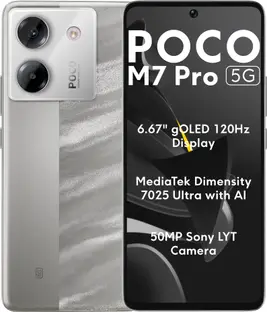 POCO
M7 Pro 5G
6.67" gOLED 120Hz
Display
MediaTek Dimensity
7025 Ultra with AI
50MP Sony LYT
Camera
POCO